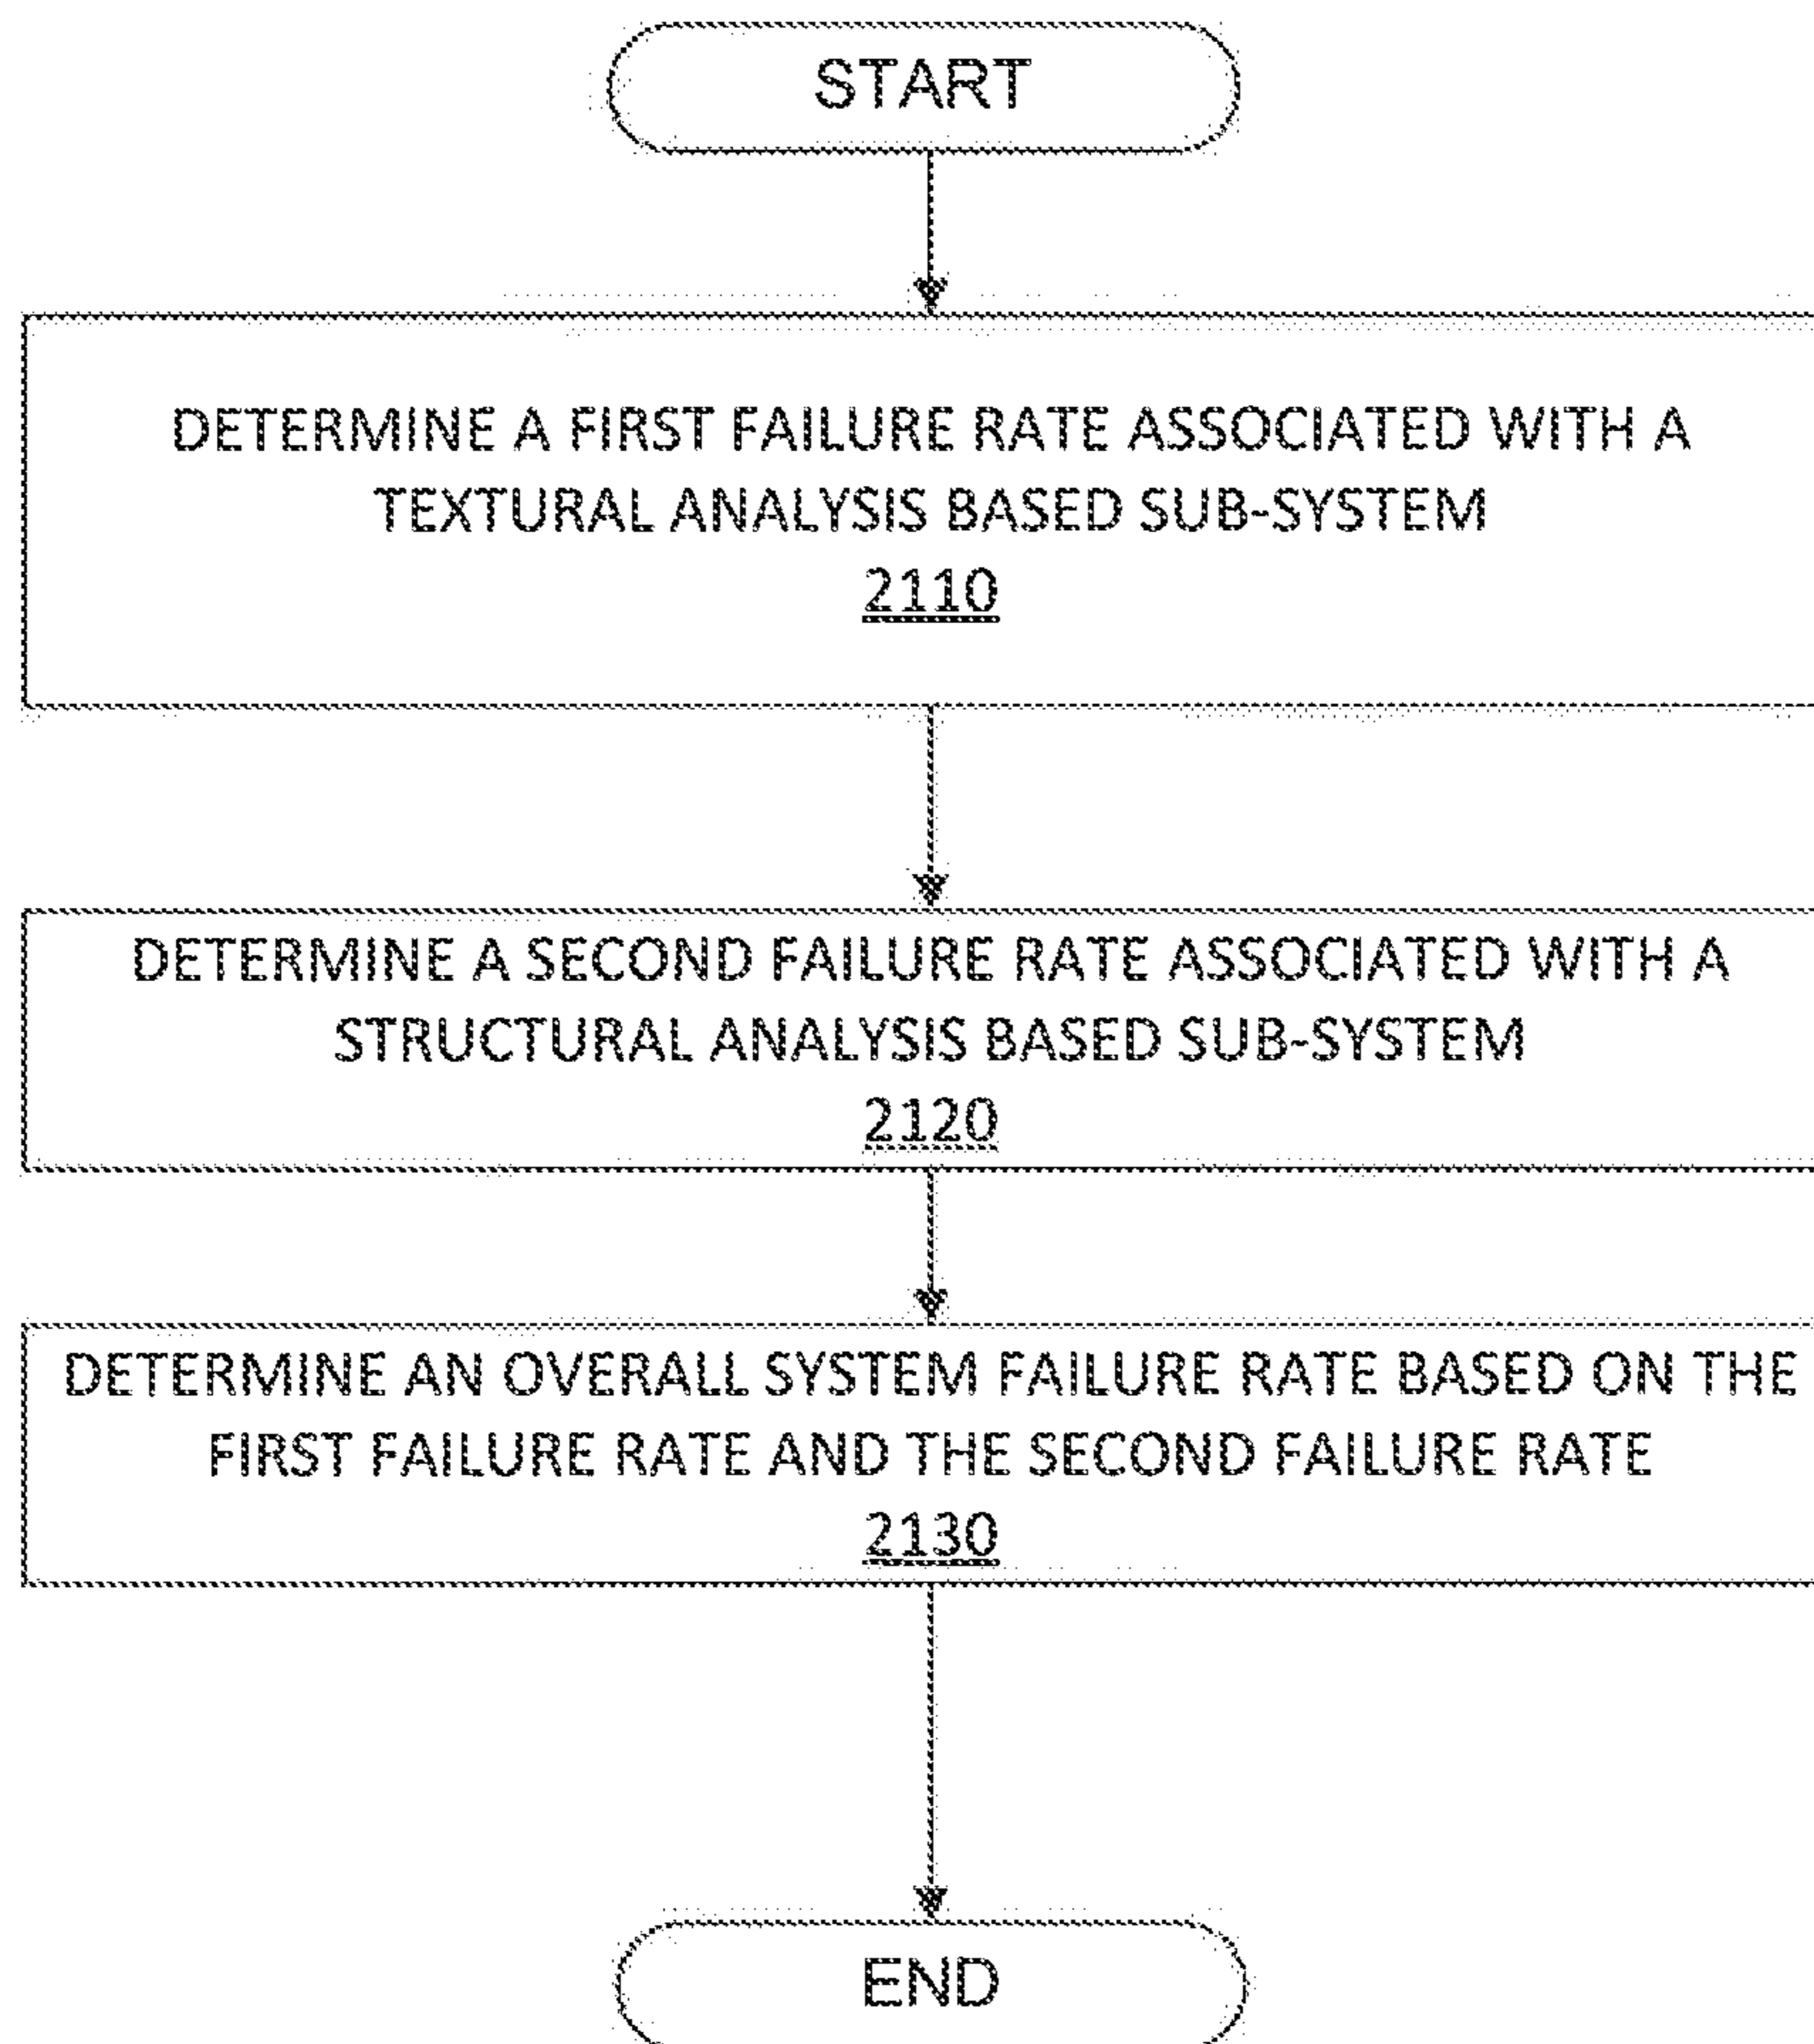 START
DETERMINE A FIRST FAILURE RATE ASSOCIATED WITH A
TEXTURAL ANALYSIS BASED SUB-SYSTEM
2110
DETERMINE A SECOND FAILURE RATE ASSOCIATED WITH A
STRUCTURAL ANALYSIS BASED SUB-SYSTEM
2120
DETERMINE AN OVERALL SYSTEM FAILURE RATE BASED ON THE
FIRST FAILURE RATE AND THE SECOND FAILURE RATE
2130
END